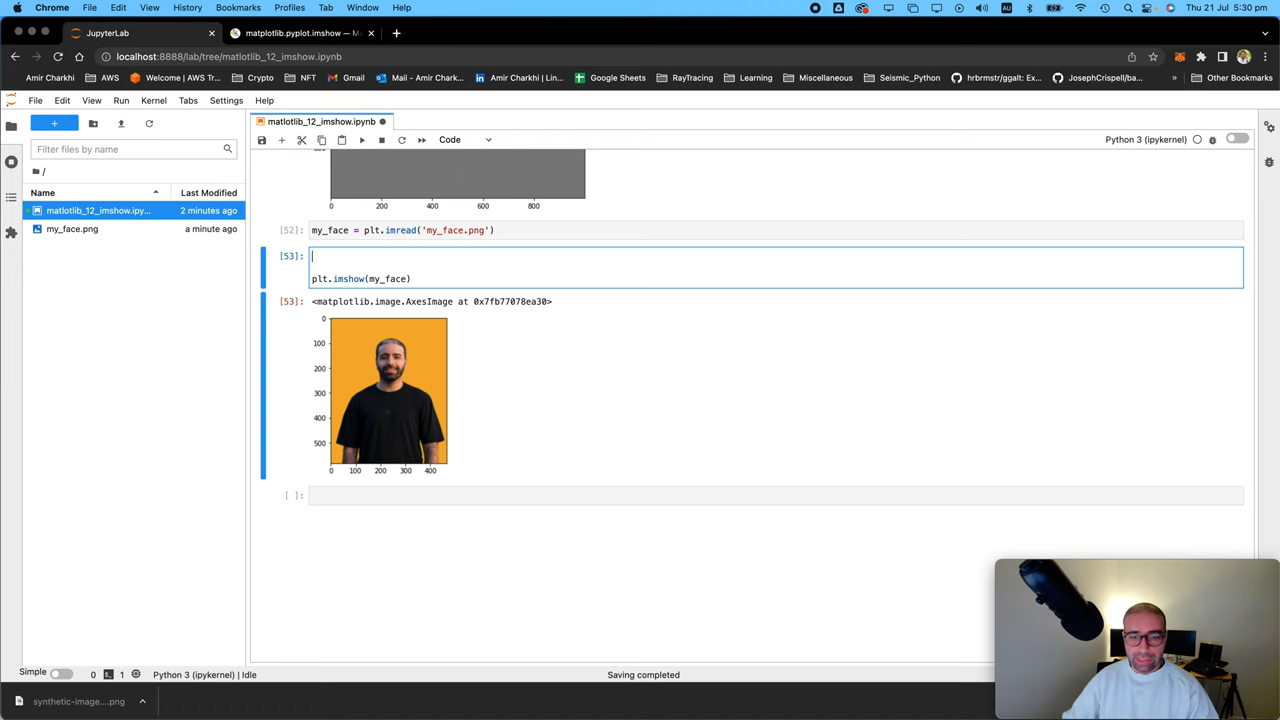 Chrome File Edit View History Bookmarks Profiles Tab Window Help AU Thu 21 Jul 5:30 pm
JupyterLab matplotlib.pyplot.imshow — M
localhost:8888/lab/tree/matlotlib_12_imshow.ipynb
Amir Charkhi AWS Welcome | AWS Tr... Crypto NFT Gmail Mail - Amir Charkhi... Amir Charkhi | Lin... Google Sheets RayTracing Learning Miscellaneous Seismic_Python hrbrmstr/ggalt: Ex... JosephCrispell/ba... » Other Bookmarks
File Edit View Run Kernel Tabs Settings Help
matlotlib_12_imshow.ipynb
Code Python 3 (ipykernel)
Filter files by name
/
Name Last Modified
matlotlib_12_imshow.ipy... 2 minutes ago
my_face.png a minute ago
0 200 400 600 800
[52]: my_face = plt.imread('my_face.png')
[53]:
plt.imshow(my_face)
[53]: <matplotlib.image.AxesImage at 0x7fb77078ea30>
0
100
200
300
400
500
0 100 200 300 400
[ ]:
Simple 0 1 Python 3 (ipykernel) | Idle Saving completed
synthetic-image....png